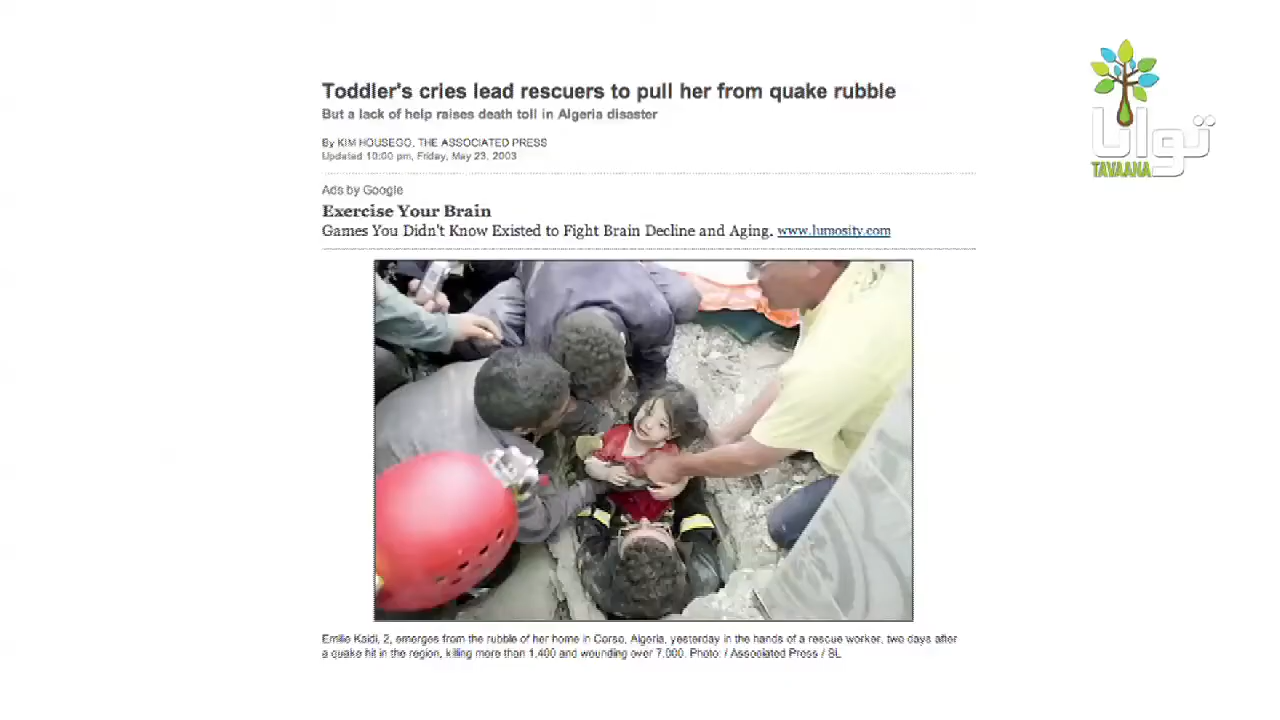 Toddler's cries lead rescuers to pull her from quake rubble
But a lack of help raises death toll in Algeria disaster
By KIM HOUSEGO, THE ASSOCIATED PRESS
Updated 10:00 pm, Friday, May 23, 2003
Ads by Google
Exercise Your Brain
Games You Didn't Know Existed to Fight Brain Decline and Aging. www.lumosity.com
Emilie Kaidi, 2, emerges from the rubble of her home in Corso, Algeria, yesterday in the hands of a rescue worker, two days after
a quake hit in the region, killing more than 1,400 and wounding over 7,000. Photo: / Associated Press / SL
توانا
TAVAANA